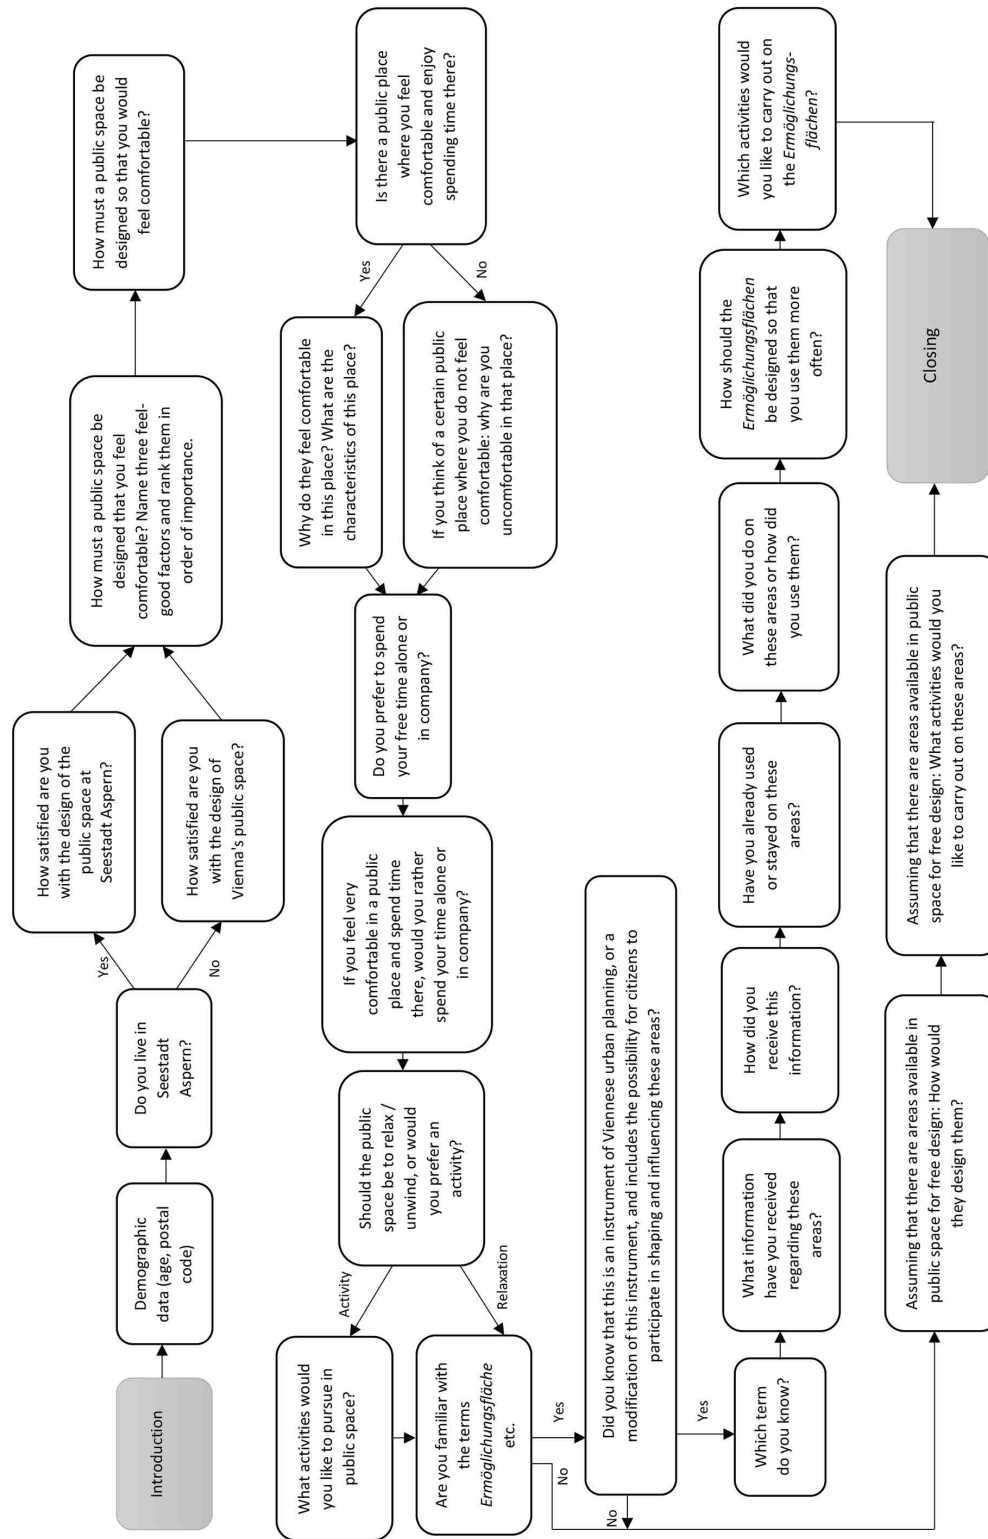 Introduction
Demographic
data (age, postal
code)
Do you live in
Seestadt
Aspern?
Yes
No
How satisfied are you
with the design of the
public space at
Seestadt Aspern?
How satisfied are you
with the design of
Vienna's public space?
How must a public space be
designed that you feel
comfortable? Name three feel-
good factors and rank them in
order of importance.
How must a public space be
designed so that you would
feel comfortable?
Is there a public place
where you feel
comfortable and enjoy
spending time there?
Yes
No
Why do they feel comfortable
in this place? What are the
characteristics of this place?
If you think of a certain public
place where you do not feel
comfortable: why are you
uncomfortable in that place?
Do you prefer to spend
your free time alone or
in company?
If you feel very
comfortable in a public
place and spend time
there, would you rather
spend your time alone or
in company?
Should the public
space be to relax /
unwind, or would
you prefer an
activity?
Activity
Relaxation
What activities would
you like to pursue in
public space?
Are you familiar with
the terms
Ermöglichungsfläche
etc.
Yes
No
Did you know that this is an instrument of Viennese urban planning, or a
modification of this instrument, and includes the possibility for citizens to
participate in shaping and influencing these areas?
Yes
No
Which term
do you know?
What information
have you received
regarding these
areas?
How did you
receive this
information?
Have you already used
or stayed on these
areas?
What did you do on
these areas or how did
you use them?
How should the
Ermöglichungsflächen
be designed so that
you use them more
often?
Which activities would
you like to carry out on
the Ermöglichungs-
flächen?
Assuming that there are areas available in
public space for free design: How would
they design them?
Assuming that there are areas available in public
space for free design: What activities would you
like to carry out on these areas?
Closing